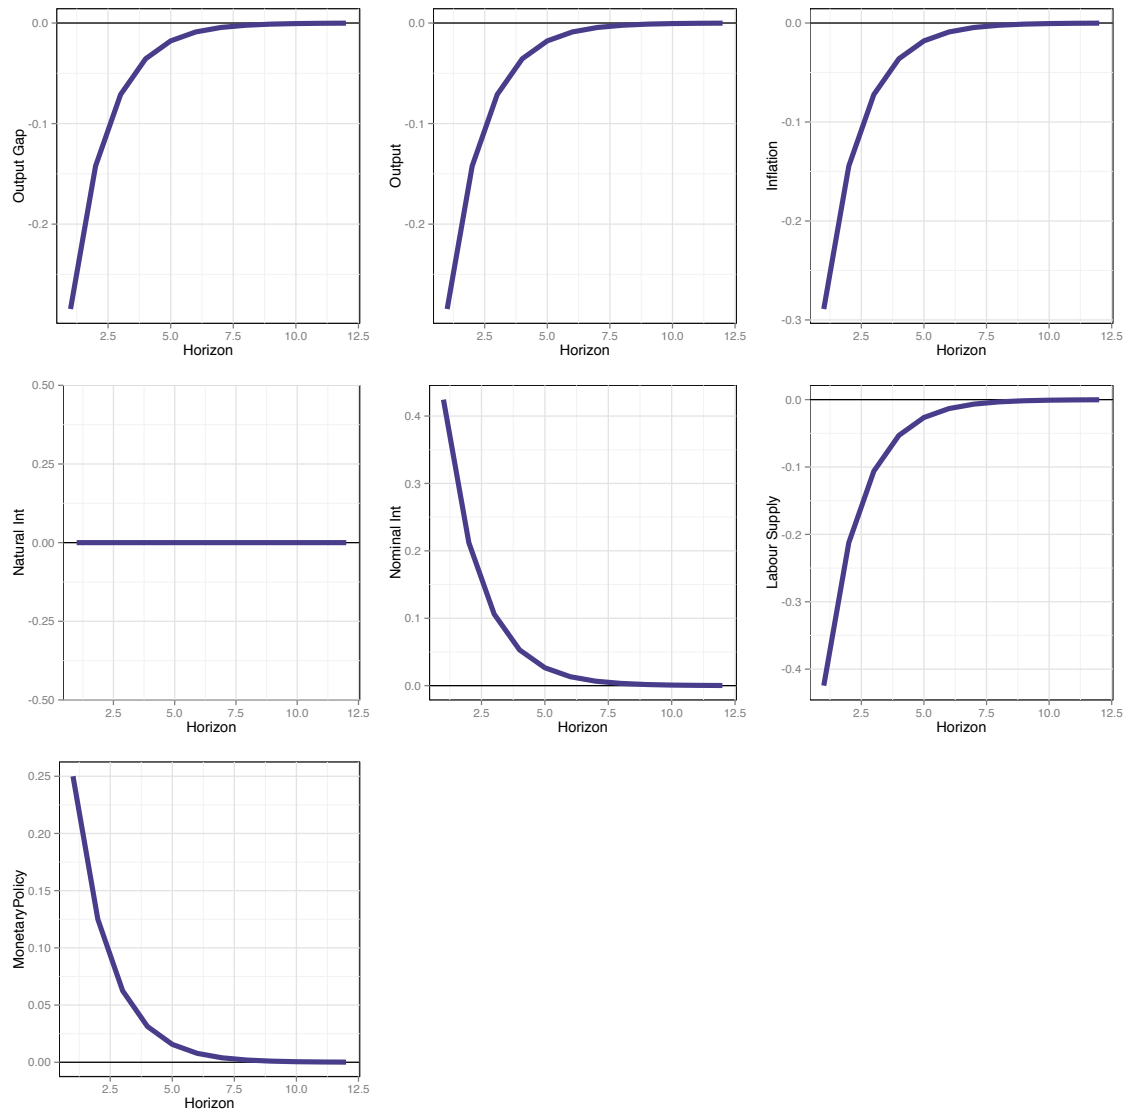 0.0
-0.1
-0.2
Output Gap
2.5 5.0 7.5 10.0 12.5
Horizon
0.0
-0.1
-0.2
Output
2.5 5.0 7.5 10.0 12.5
Horizon
0.0
-0.1
-0.2
-0.3
Inflation
2.5 5.0 7.5 10.0 12.5
Horizon
0.50
0.25
0.00
-0.25
-0.50
Natural Int
2.5 5.0 7.5 10.0 12.5
Horizon
0.4
0.3
0.2
0.1
0.0
Nominal Int
2.5 5.0 7.5 10.0 12.5
Horizon
0.0
-0.1
-0.2
-0.3
-0.4
Labour Supply
2.5 5.0 7.5 10.0 12.5
Horizon
0.25
0.20
0.15
0.10
0.05
0.00
MonetaryPolicy
2.5 5.0 7.5 10.0 12.5
Horizon